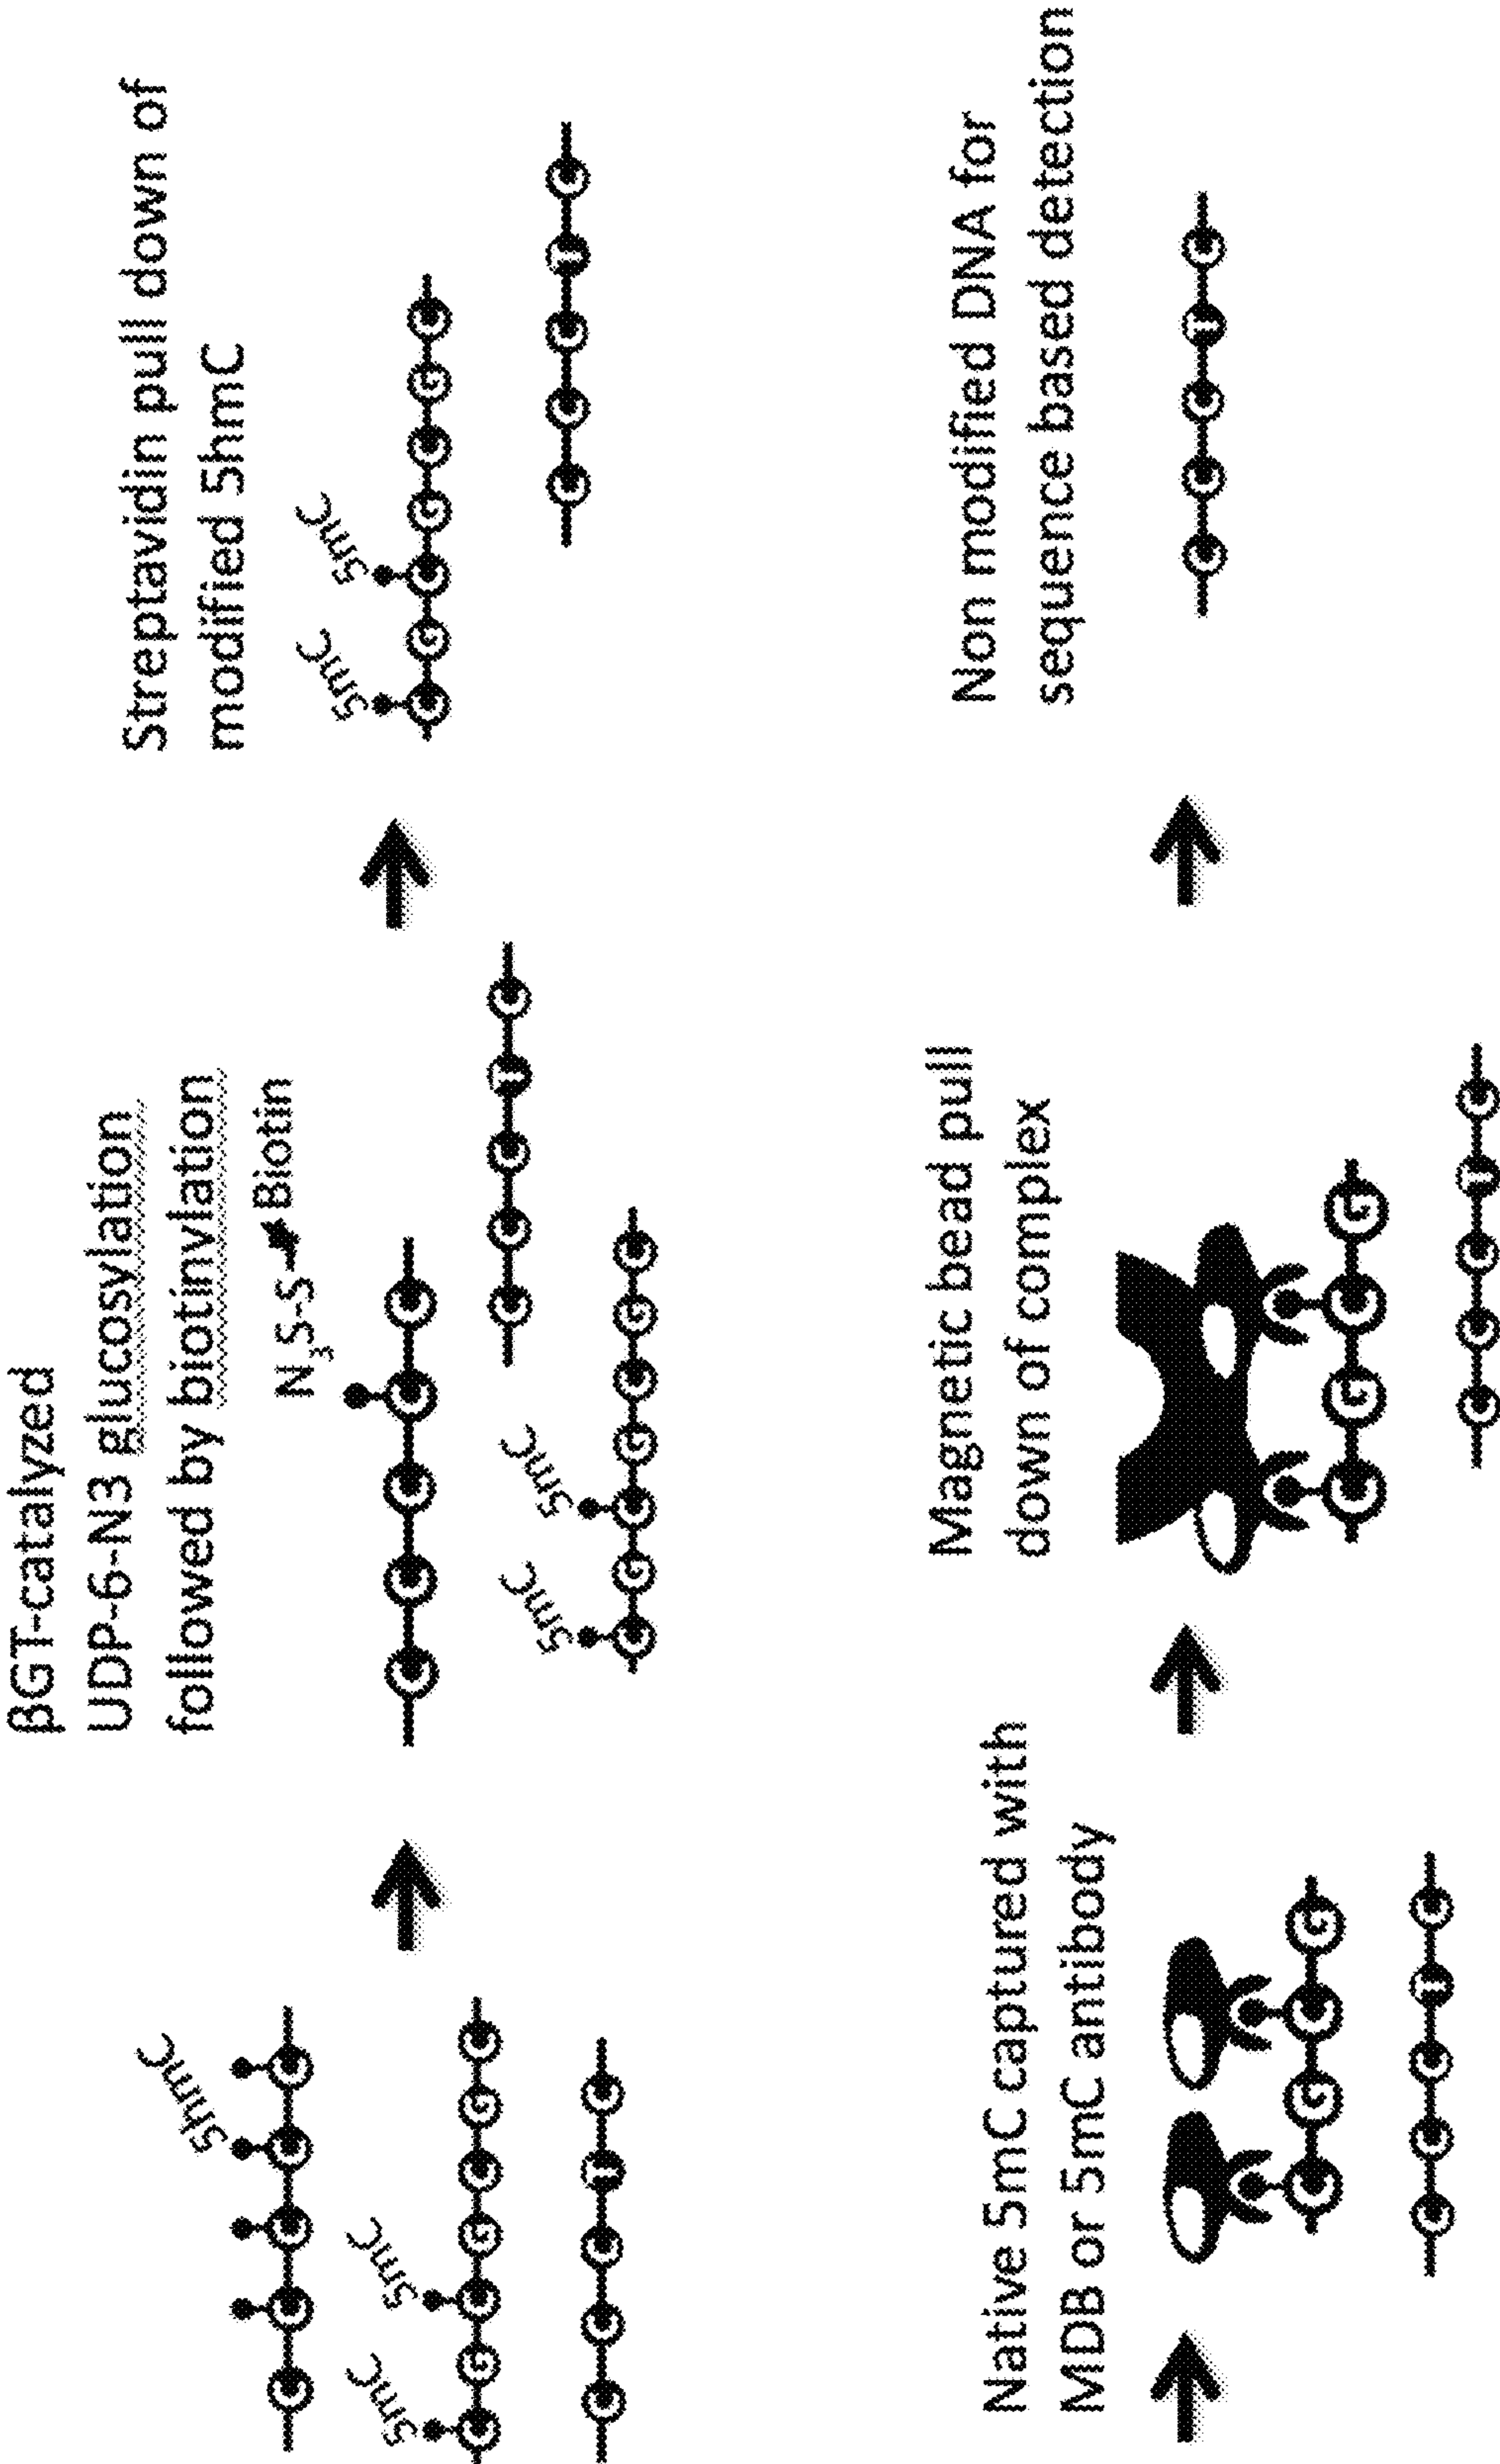 5hmC
5mC 5mC
βGT-catalyzed
UDP-6-N3 glucosylation
followed by biotinylation
N₃S-S Biotin
5mC 5mC
Streptavidin pull down of
modified 5hmC
5mC 5mC
Native 5mC captured with
MDB or 5mC antibody
Magnetic bead pull
down of complex
Non modified DNA for
sequence based detection